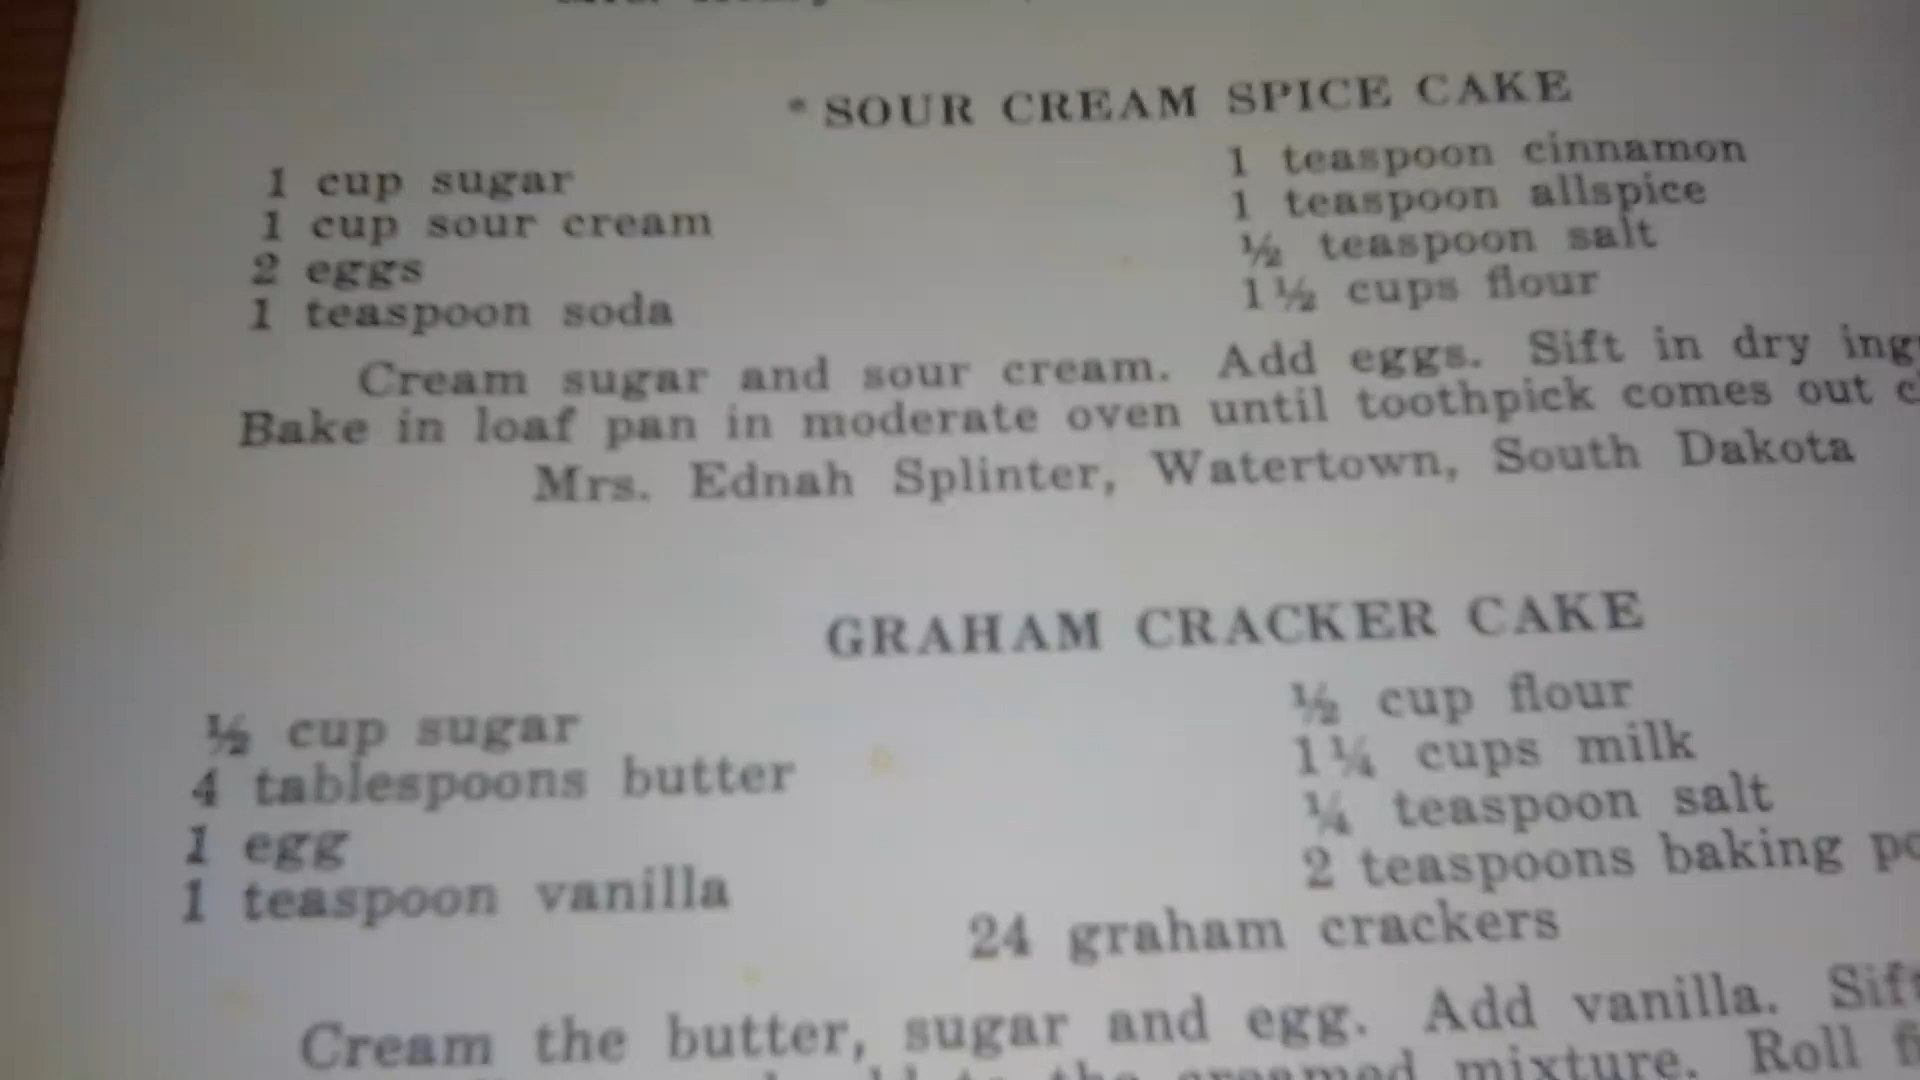 * SOUR CREAM SPICE CAKE
1 cup sugar
1 cup sour cream
2 eggs
1 teaspoon soda
1 teaspoon cinnamon
1 teaspoon allspice
½ teaspoon salt
1½ cups flour
Cream sugar and sour cream. Add eggs. Sift in dry
Bake in loaf pan in moderate oven until toothpick comes out
Mrs. Ednah Splinter, Watertown, South Dakota
GRAHAM CRACKER CAKE
½ cup sugar
4 tablespoons butter
1 egg
1 teaspoon vanilla
½ cup flour
1¼ cups milk
¼ teaspoon salt
2 teaspoons baking
24 graham crackers
Cream the butter, sugar and egg. Add vanilla.
to the creamed mixture. Roll